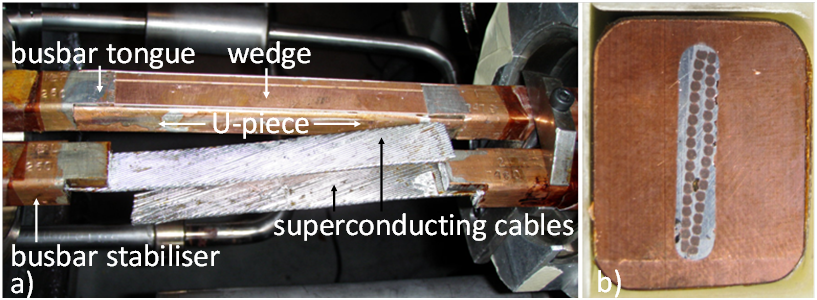 busbar tongue
wedge
U-piece
superconducting cables
busbar stabiliser
a)
b)